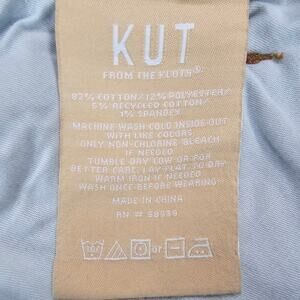 KUT
FROM THE KLOTH®
82% COTTON/12% POLYESTER/
5% RECYCLED COTTON/
1% SPANDEX
MACHINE WASH COLD INSIDE OUT
WITH LIKE COLORS
ONLY NON-CHLORINE BLEACH
IF NEEDED
TUMBLE DRY LOW OR FOR
BETTER CARE, LAY FLAT TO DRY
WARM IRON IF NEEDED
WASH ONCE BEFORE WEARING
MADE IN CHINA
RN #
or